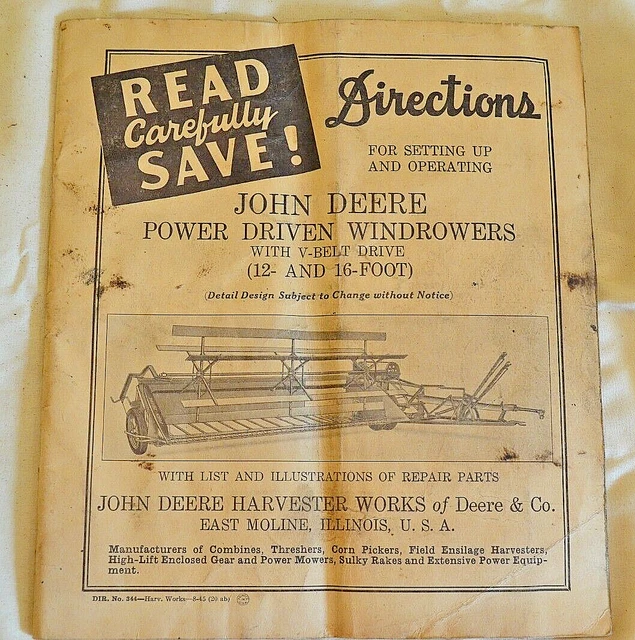 READ
Carefully
SAVE!
Directions
FOR SETTING UP
AND OPERATING
JOHN DEERE
POWER DRIVEN WINDROWERS
WITH V-BELT DRIVE
(12- AND 16-FOOT)
(Detail Design Subject to Change without Notice)
WITH LIST AND ILLUSTRATIONS OF REPAIR PARTS
JOHN DEERE HARVESTER WORKS of Deere & Co.
EAST MOLINE, ILLINOIS, U. S. A.
Manufacturers of Combines, Threshers, Corn Pickers, Field Ensilage Harvesters,
High-Lift Enclosed Gear and Power Mowers, Sulky Rakes and Extensive Power Equip-
ment.
DIR. No. 344—Harv. Works—8-45 (20 ab)